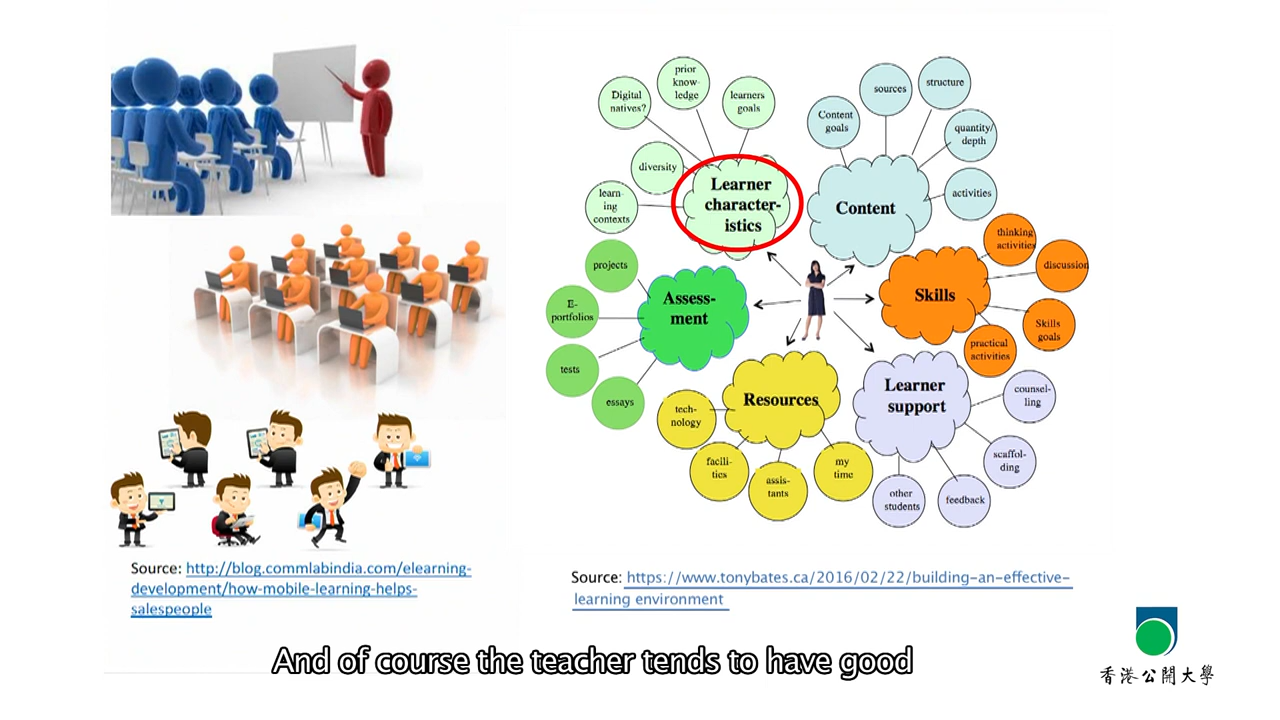 Digital
natives?
prior
know-
ledge
learners
goals
diversity
learn-
ing
contexts
Learner
character-
istics
Content
goals
sources
structure
quantity/
depth
activities
Content
projects
E-
portfolios
tests
essays
Assess-
ment
Skills
thinking
activities
discussion
Skills
goals
practical
activities
Resources
tech-
nology
facili-
ties
assis-
tants
my
time
Learner
support
counsel-
ling
scaffol-
ding
feedback
other
students
Source: http://blog.commlabindia.com/elearning-
development/how-mobile-learning-helps-
salespeople
Source: https://www.tonybates.ca/2016/02/22/building-an-effective-
learning environment
And of course the teacher tends to have good
香港公開大學